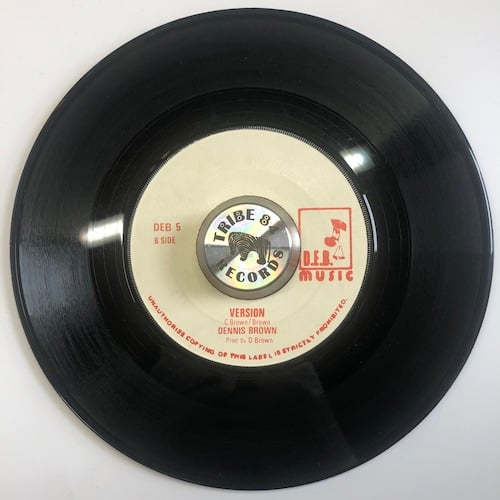 DEB 5
B SIDE
TRIBE 8
RECORDS
D.E.B.
MUSIC
VERSION
C Brown/Brown
DENNIS BROWN
Prod by D Brown
UNAUTHORIZE COPYING OF THIS LABEL IS STRICTLY PROHIBITED.